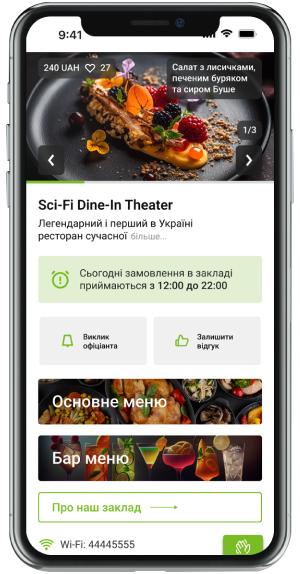 9:41
240 UAH 27
Салат з лисичками,
печеним буряком
та сиром Буше
1/3
Sci-Fi Dine-In Theater
Легендарний і перший в Україні
ресторан сучасної більше...
Сьогодні замовлення в закладі
приймаються з 12:00 до 22:00
Виклик
офіціанта
Залишити
відгук
Основне меню
Бар меню
Про наш заклад
Wi-Fi: 44445555